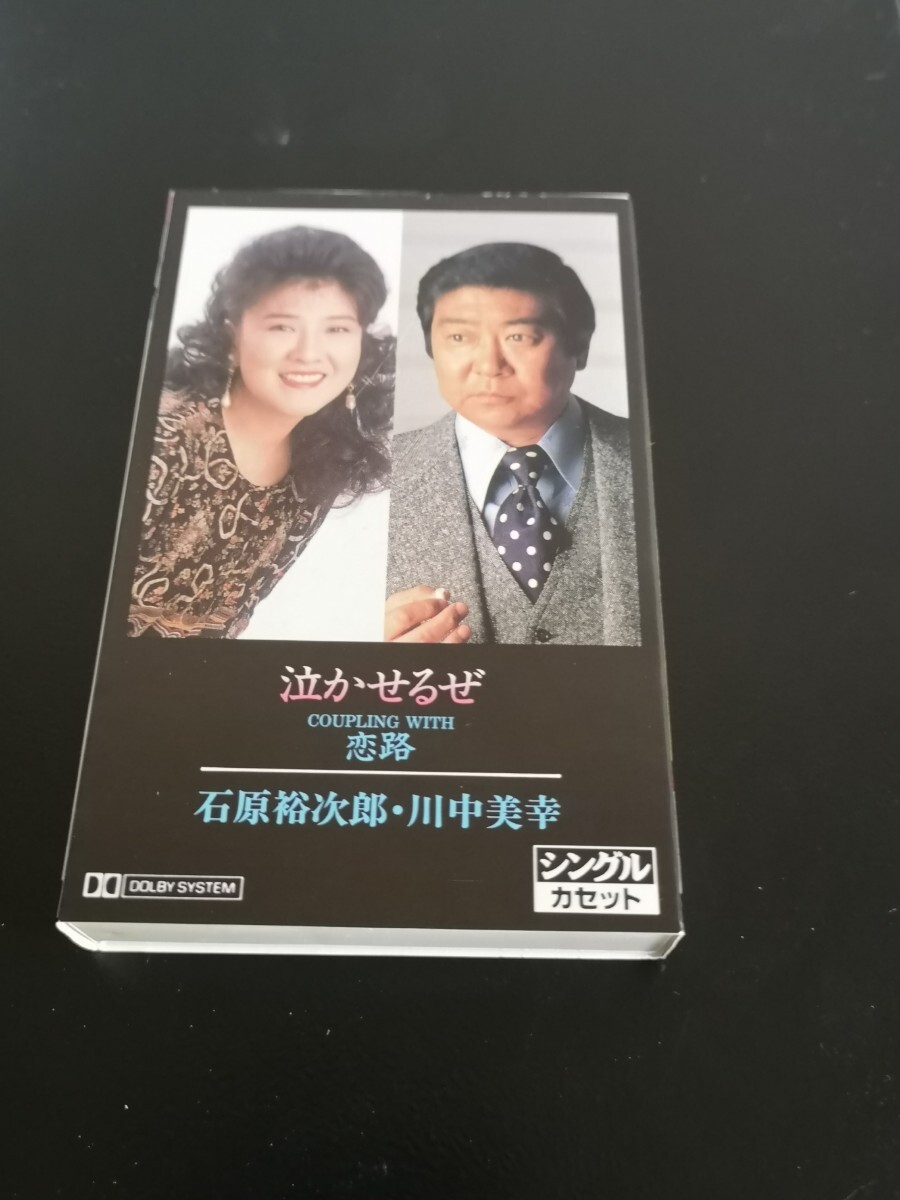 泣かせるぜ
COUPLING WITH
恋路
石原裕次郎・川中美幸
DOLBY SYSTEM
シングル
カセット